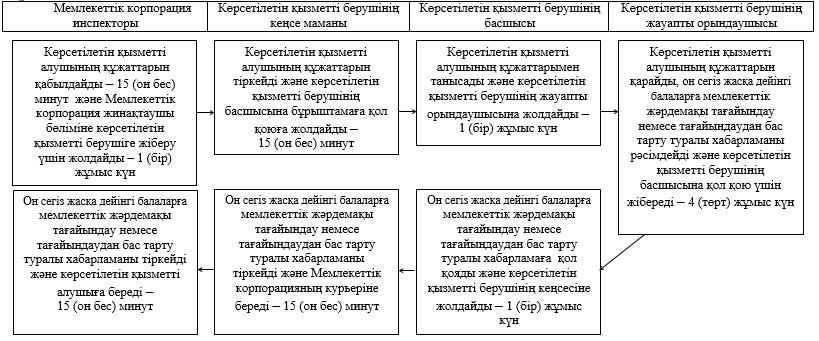 Мемлекеттік корпорация
инспекторы
Көрсетілетін қызметті берушінің
кеңсе маманы
Көрсетілетін қызметті берушінің
басшысы
Көрсетілетін қызметті берушінің
жауапты орындаушысы
Көрсетілетін қызметті
алушының құжаттарын
қабылдайды – 15 (он бес)
минут және Мемлекеттік
корпорация жинақтаушы
бөліміне көрсетілетін
қызметті берушіге жіберу
үшін жолдайды – 1 (бір)
жұмыс күн
Көрсетілетін қызметті
алушының құжаттарын
тіркейді және көрсетілетін
қызметті берушінің
басшысына бұрыштамаға қол
қоюға жолдайды –
15 (он бес) минут
Көрсетілетін қызметті
алушының құжаттарымен
танысады және көрсетілетін
қызметті берушінің жауапты
орындаушысына жолдайды –
1 (бір) жұмыс күн
Көрсетілетін қызметті
алушының құжаттарын
қарайды, он сегіз жасқа дейінгі
балаларға мемлекеттік
жәрдемақы тағайындау
немесе тағайындаудан бас
тарту туралы хабарламаны
рәсімдейді және көрсетілетін
қызметті берушінің
басшысына қол қою үшін
жібереді – 4 (төрт) жұмыс күн
Он сегіз жасқа дейінгі балаларға
мемлекеттік жәрдемақы
тағайындау немесе
тағайындаудан бас тарту
туралы хабарламаны тіркейді
және көрсетілетін қызметті
алушыға береді –
15 (он бес) минут
Он сегіз жасқа дейінгі балаларға
мемлекеттік жәрдемақы
тағайындау немесе
тағайындаудан бас тарту
туралы хабарламаны
тіркейді және Мемлекеттік
корпорацияның курьеріне
береді – 15 (он бес) минут
Он сегіз жасқа дейінгі балаларға
мемлекеттік жәрдемақы
тағайындау немесе
тағайындаудан бас тарту
туралы хабарламаға қол
қояды және көрсетілетін
қызметті берушінің кеңсесіне
жолдайды – 1 (бір) жұмыс
күн